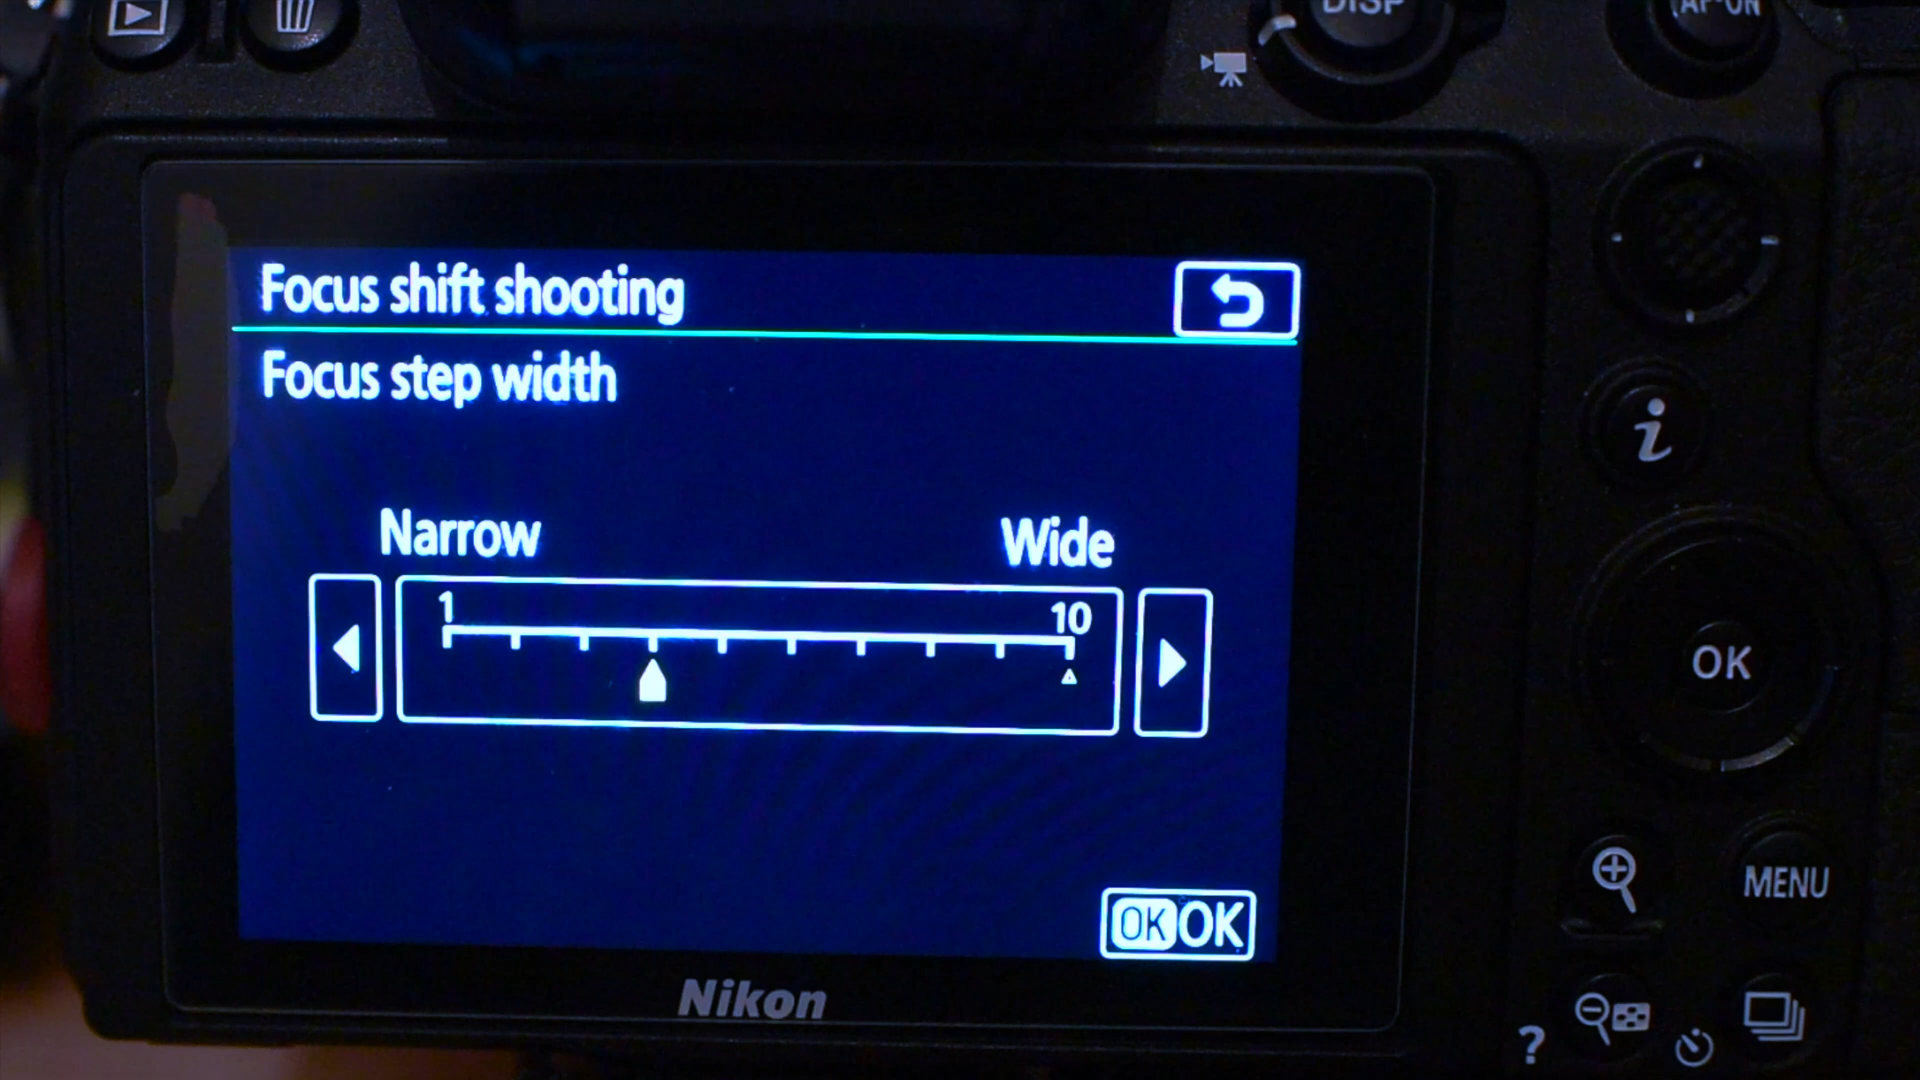 DISP
AF-ON
Focus shift shooting
Focus step width
i
Narrow Wide
1 10
OK
OK OK
MENU
Nikon
?